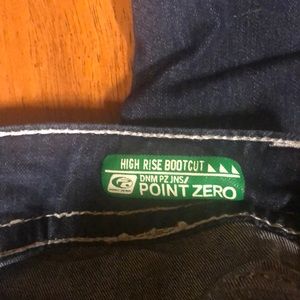 HIGH RISE BOOTCUT
DNM PZ JNS//
POINT ZERO